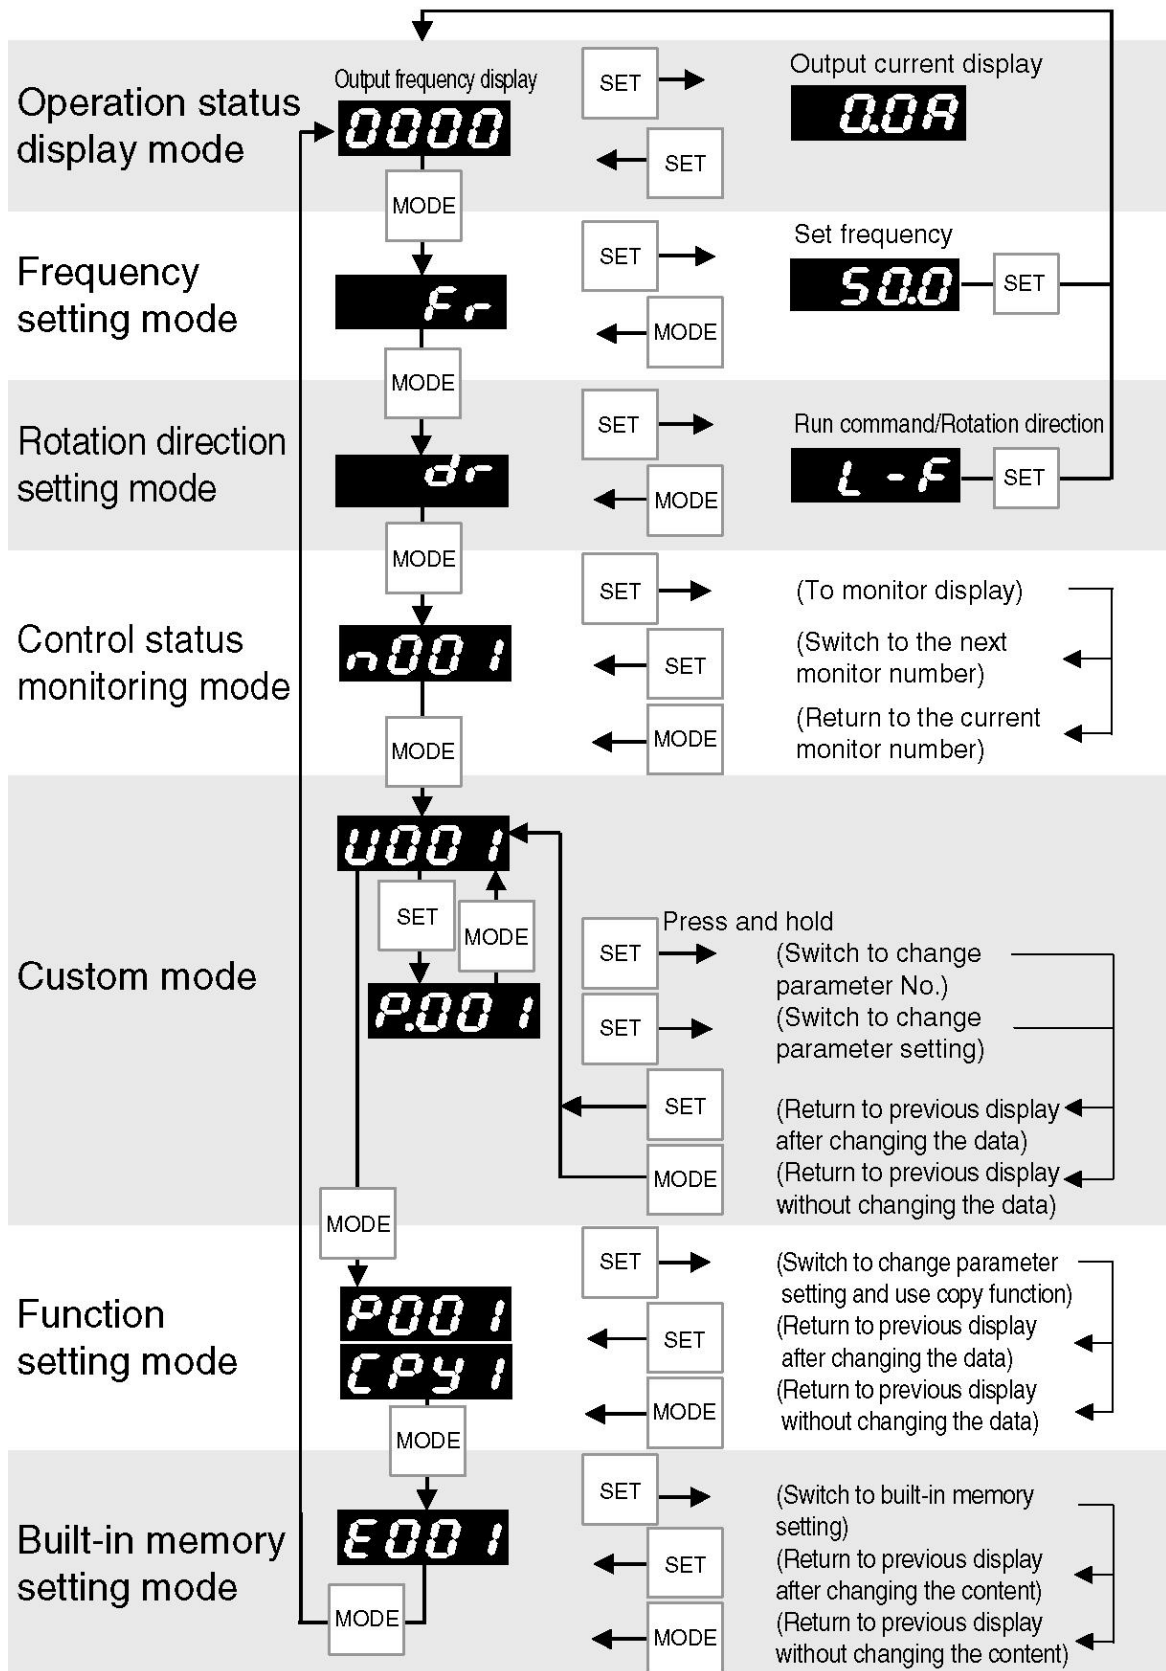 Operation status
display mode
Output frequency display
0000
SET
SET
Output current display
0.0A
MODE
Frequency
setting mode
Fr
SET
MODE
Set frequency
50.0
SET
MODE
Rotation direction
setting mode
dr
SET
MODE
Run command/Rotation direction
L-F
SET
MODE
Control status
monitoring mode
n001
SET
(To monitor display)
SET
(Switch to the next
monitor number)
MODE
(Return to the current
monitor number)
MODE
Custom mode
U001
SET
MODE
P.001
Press and hold
SET
(Switch to change
parameter No.)
SET
(Switch to change
parameter setting)
SET
(Return to previous display
after changing the data)
MODE
(Return to previous display
without changing the data)
MODE
Function
setting mode
P001
CPY1
SET
(Switch to change parameter
setting and use copy function)
SET
(Return to previous display
after changing the data)
MODE
(Return to previous display
without changing the data)
MODE
Built-in memory
setting mode
E001
SET
(Switch to built-in memory
setting)
SET
(Return to previous display
after changing the content)
MODE
MODE
(Return to previous display
without changing the content)